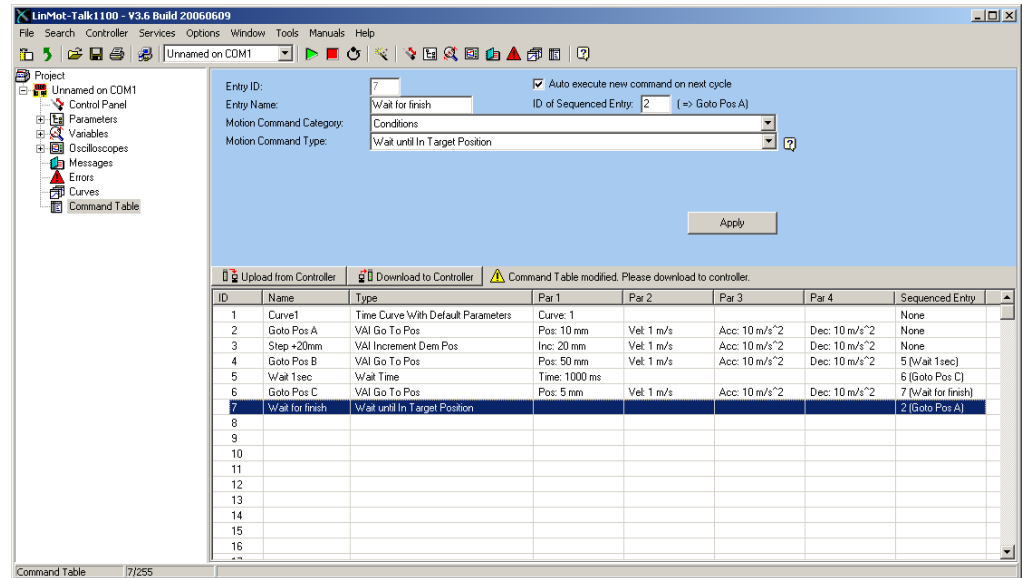 LinMot-Talk1100 - V3.6 Build 20060609
File Search Controller Services Options Window Tools Manuals Help
Unnamed on COM1
Project
Unnamed on COM1
Control Panel
Parameters
Variables
Oscilloscopes
Messages
Errors
Curves
Command Table
Entry ID: 7 Auto execute new command on next cycle
Entry Name: Wait for finish ID of Sequenced Entry: 2 ( => Goto Pos A)
Motion Command Category: Conditions
Motion Command Type: Wait until In Target Position
Apply
Upload from Controller Download to Controller Command Table modified. Please download to controller.
ID Name Type Par 1 Par 2 Par 3 Par 4 Sequenced Entry
1 Curve1 Time Curve With Default Parameters Curve: 1 None
2 Goto Pos A VAI Go To Pos Pos: 10 mm Vel: 1 m/s Acc: 10 m/s^2 Dec: 10 m/s^2 None
3 Step +20mm VAI Increment Dem Pos Inc: 20 mm Vel: 1 m/s Acc: 10 m/s^2 Dec: 10 m/s^2 None
4 Goto Pos B VAI Go To Pos Pos: 50 mm Vel: 1 m/s Acc: 10 m/s^2 Dec: 10 m/s^2 5 (Wait 1sec)
5 Wait 1sec Wait Time Time: 1000 ms 6 (Goto Pos C)
6 Goto Pos C VAI Go To Pos Pos: 5 mm Vel: 1 m/s Acc: 10 m/s^2 Dec: 10 m/s^2 7 (Wait for finish)
7 Wait for finish Wait until In Target Position 2 (Goto Pos A)
8
9
10
11
12
13
14
15
16
Command Table 7/255